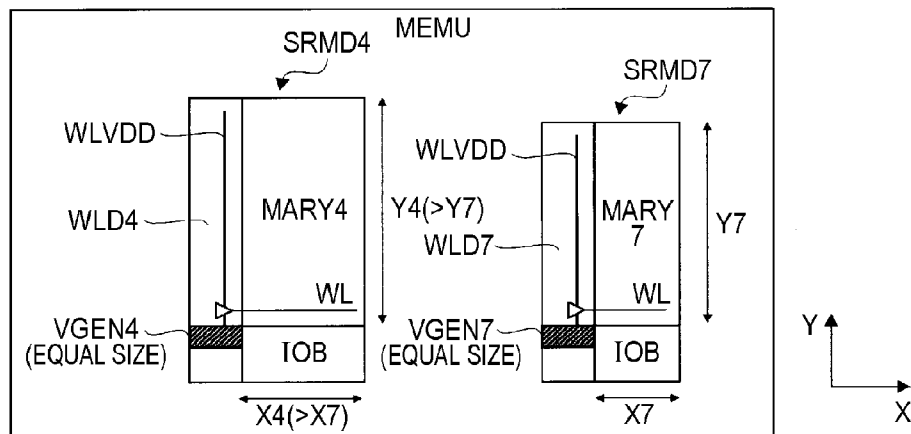 MEMU
SRMD4
WLVDD
WLD4
MARY4
Y4(>Y7)
WL
VGEN4
(EQUAL SIZE)
IOB
X4(>X7)
SRMD7
WLVDD
WLD7
MARY
7
Y7
WL
VGEN7
(EQUAL SIZE)
IOB
X7
Y
X